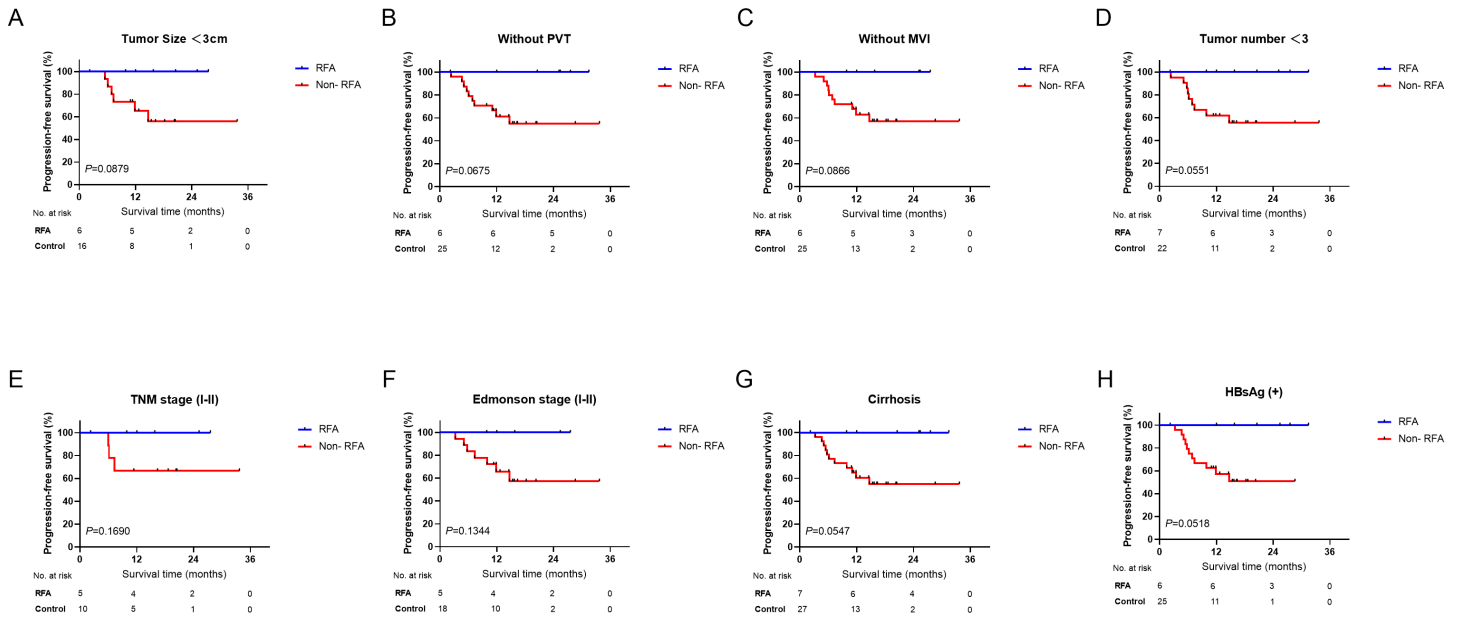 A
Tumor Size <3cm
Progression-free survival (%)
100
80
60
40
20
0
P=0.0879
0 12 24 36
Survival time (months)
RFA
Non- RFA
No. at risk
RFA 6 5 2 0
Control 16 8 1 0
B
Without PVT
Progression-free survival (%)
100
80
60
40
20
0
P=0.0675
0 12 24 36
Survival time (months)
RFA
Non- RFA
No. at risk
RFA 6 6 5 0
Control 25 12 2 0
C
Without MVI
Progression-free survival (%)
100
80
60
40
20
0
P=0.0866
0 12 24 36
Survival time (months)
RFA
Non- RFA
No. at risk
RFA 6 5 3 0
Control 25 13 2 0
D
Tumor number <3
Progression-free survival (%)
100
80
60
40
20
0
P=0.0551
0 12 24 36
Survival time (months)
RFA
Non- RFA
No. at risk
RFA 7 6 3 0
Control 22 11 2 0
E
TNM stage (I-II)
Progression-free survival (%)
100
80
60
40
20
0
P=0.1690
0 12 24 36
Survival time (months)
RFA
Non- RFA
No. at risk
RFA 5 4 2 0
Control 10 5 1 0
F
Edmonson stage (I-II)
Progression-free survival (%)
100
80
60
40
20
0
P=0.1344
0 12 24 36
Survival time (months)
RFA
Non- RFA
No. at risk
RFA 5 4 2 0
Control 18 10 2 0
G
Cirrhosis
Progression-free survival (%)
100
80
60
40
20
0
P=0.0547
0 12 24 36
Survival time (months)
RFA
Non- RFA
No. at risk
RFA 7 6 4 0
Control 27 13 2 0
H
HBsAg (+)
Progression-free survival (%)
100
80
60
40
20
0
P=0.0518
0 12 24 36
Survival time (months)
RFA
Non- RFA
No. at risk
RFA 6 6 3 0
Control 25 11 1 0